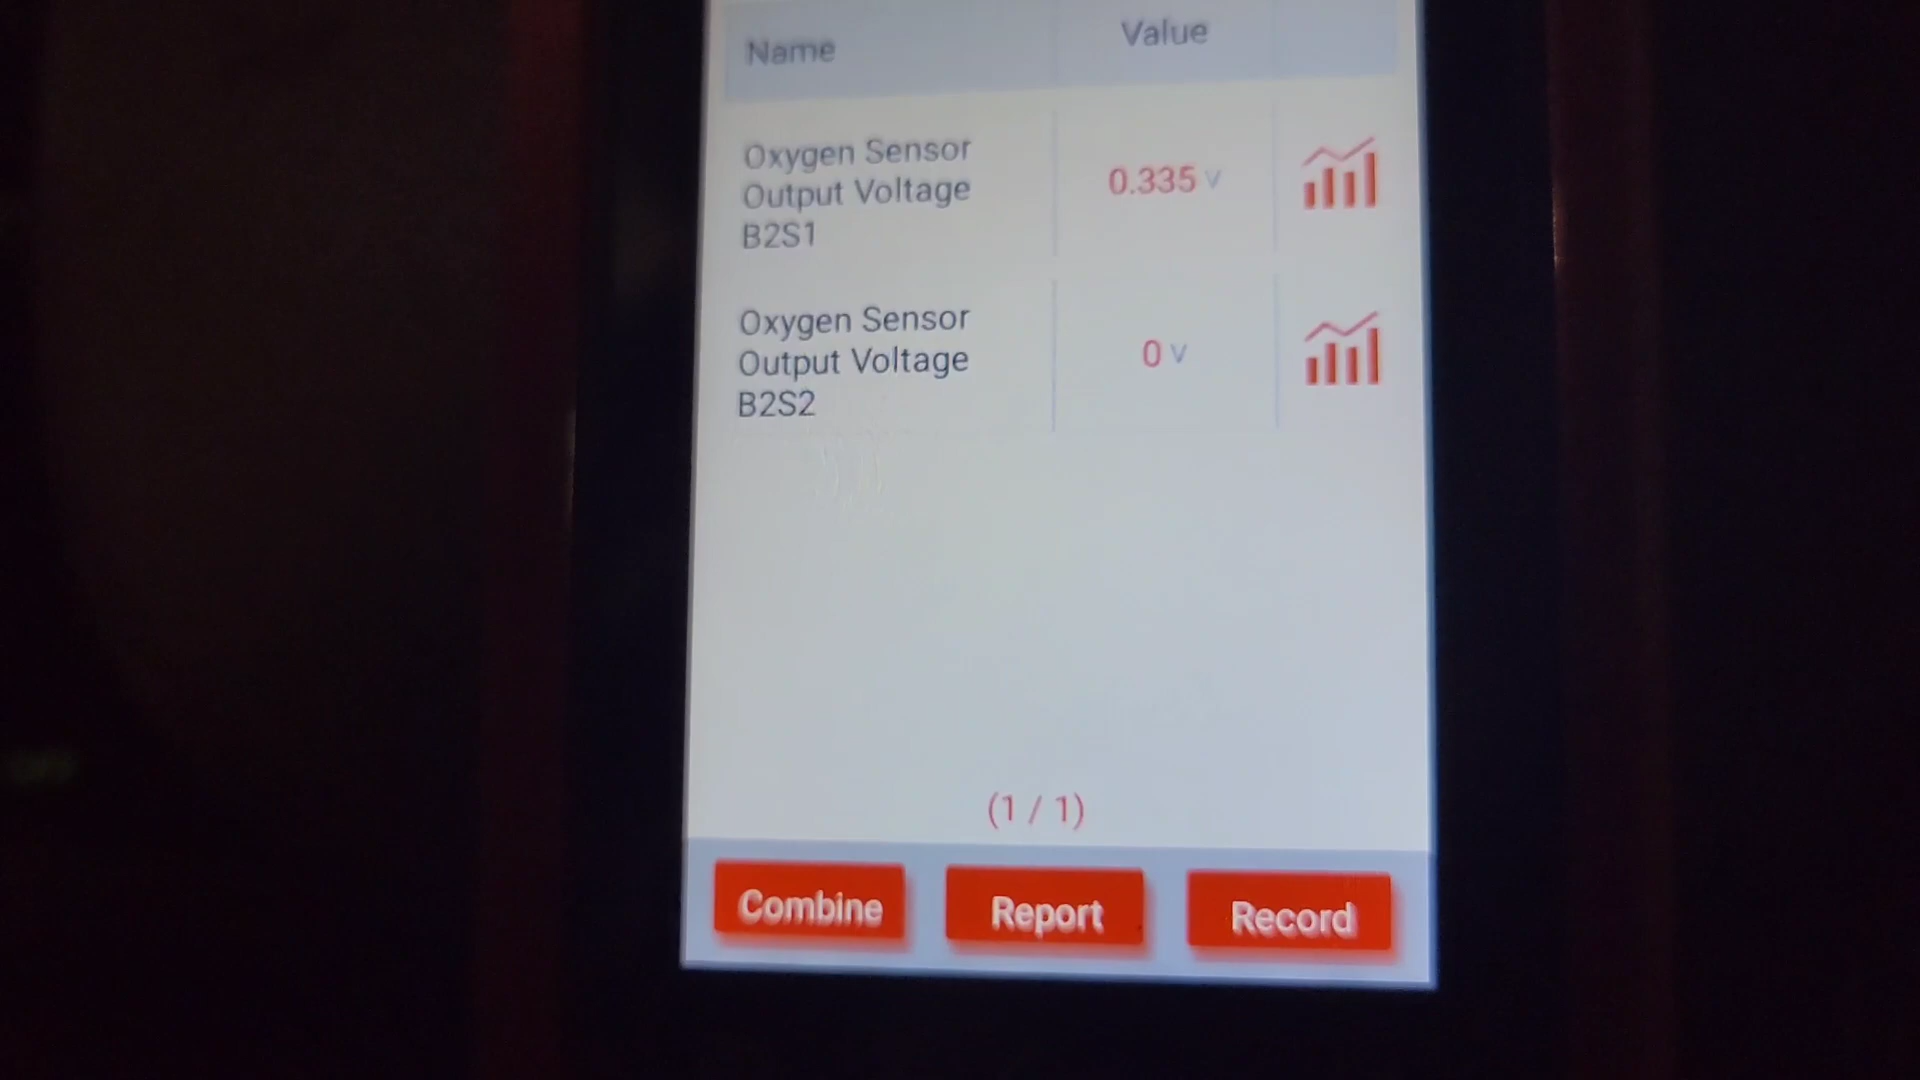 Name Value
Oxygen Sensor
Output Voltage
B2S1
0.335 V
Oxygen Sensor
Output Voltage
B2S2
0 V
(1 / 1)
Combine Report Record